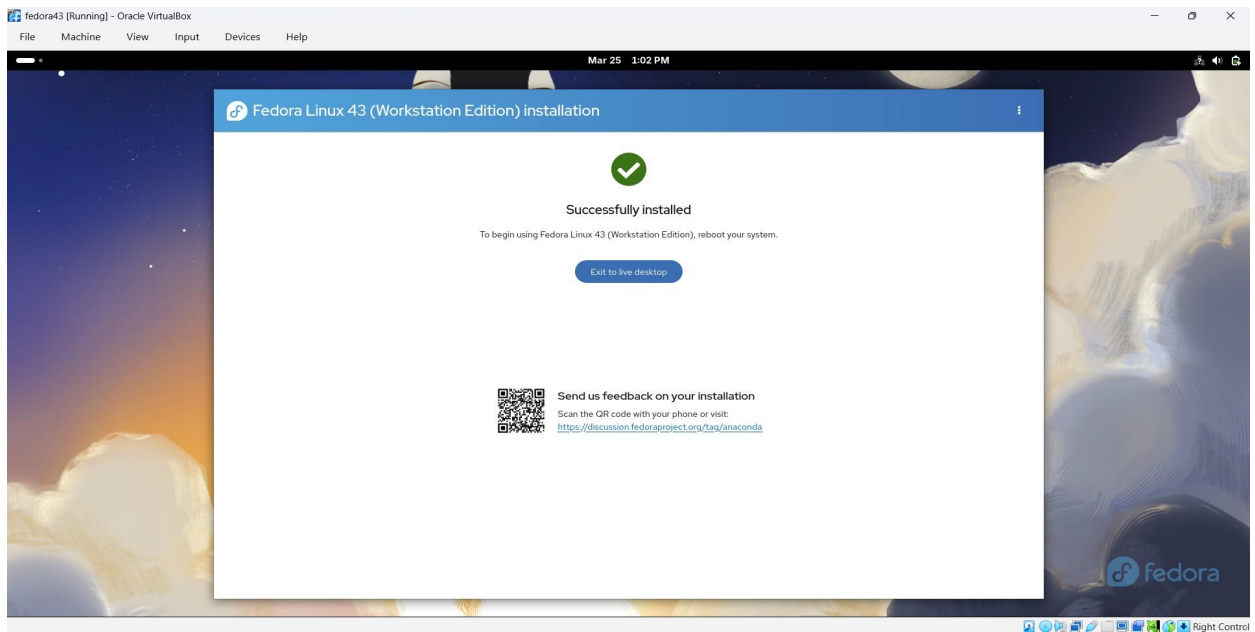 fedora43 [Running] - Oracle VirtualBox
File Machine View Input Devices Help
Mar 25 1:02 PM
Fedora Linux 43 (Workstation Edition) installation
Successfully installed
To begin using Fedora Linux 43 (Workstation Edition), reboot your system.
Exit to live desktop
Send us feedback on your installation
Scan the QR code with your phone or visit:
https://discussion.fedoraproject.org/tag/anaconda
fedora
Right Control